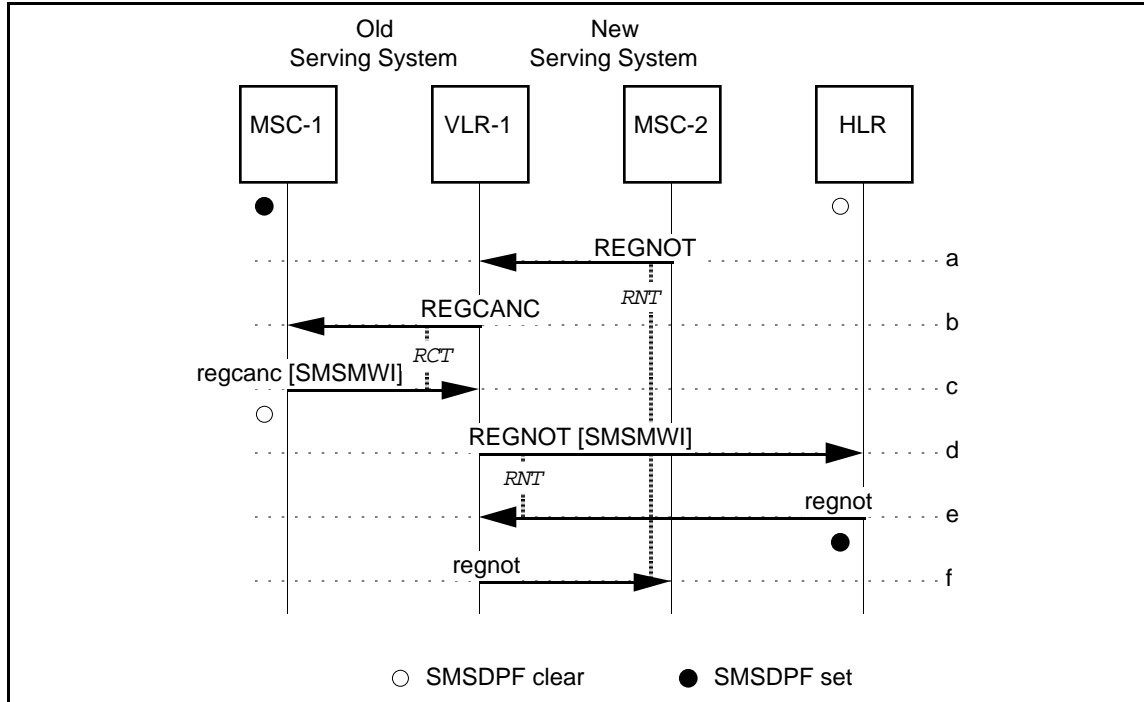 Old
Serving System
New
Serving System
MSC-1
VLR-1
MSC-2
HLR
REGNOT
a
RNT
REGCANC
b
RCT
regcanc [SMSMWI]
c
REGNOT [SMSMWI]
d
RNT
regnot
e
regnot
f
SMSDPF clear
SMSDPF set